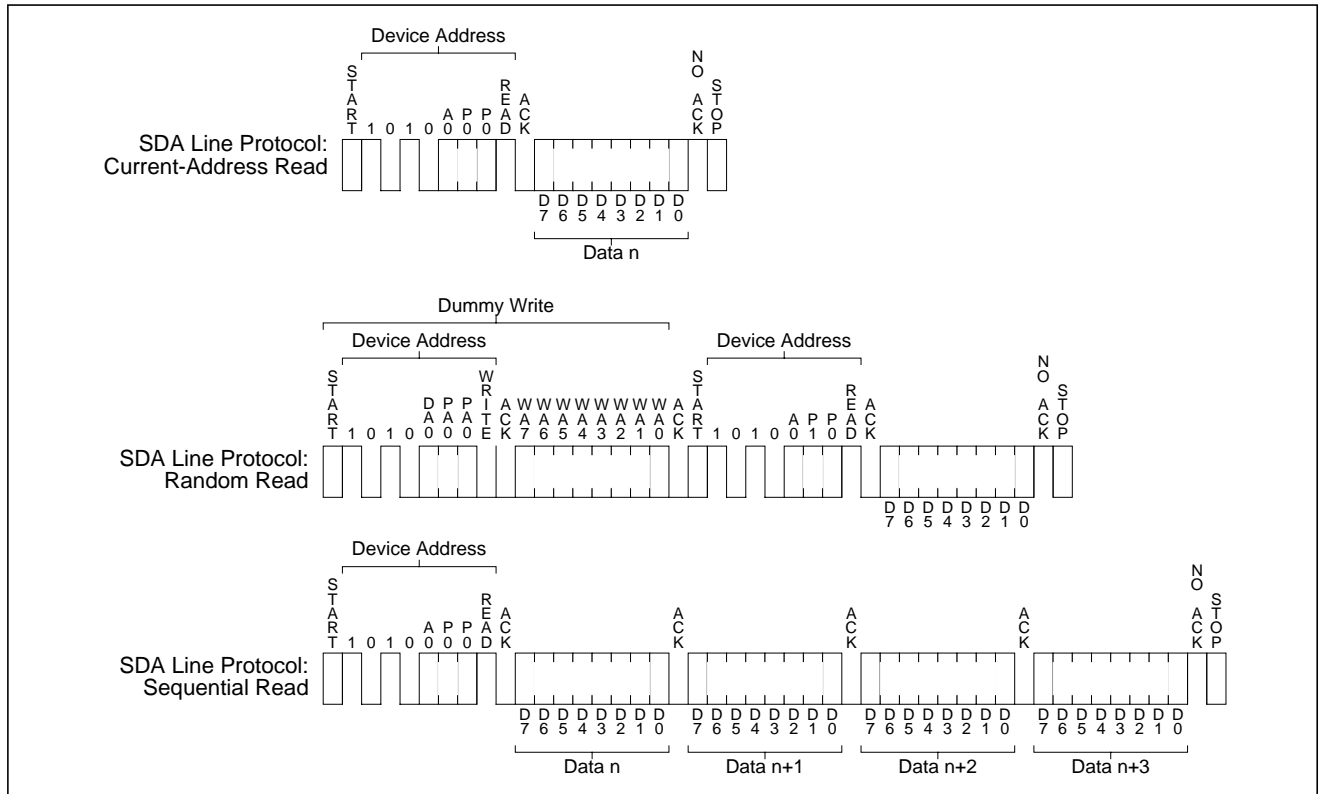 Device Address
START 1 0 1 0 A0 P0 P0 READ ACK NO ACK STOP
SDA Line Protocol:
Current-Address Read
D7 D6 D5 D4 D3 D2 D1 D0
Data n
Dummy Write
Device Address Device Address
START 1 0 1 0 DA0 PA0 PA0 WRITE ACK WA7 WA6 WA5 WA4 WA3 WA2 WA1 WA0 ACK START 1 0 1 0 A0 P1 P0 READ ACK NO ACK STOP
SDA Line Protocol:
Random Read
D7 D6 D5 D4 D3 D2 D1 D0
Device Address
START 1 0 1 0 A0 P0 P0 READ ACK ACK ACK ACK NO ACK STOP
SDA Line Protocol:
Sequential Read
D7 D6 D5 D4 D3 D2 D1 D0 D7 D6 D5 D4 D3 D2 D1 D0 D7 D6 D5 D4 D3 D2 D1 D0 D7 D6 D5 D4 D3 D2 D1 D0
Data n Data n+1 Data n+2 Data n+3